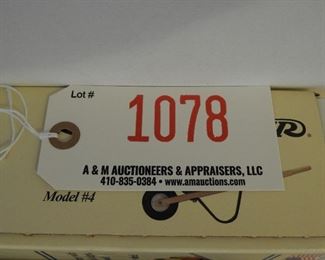 Lot #
1078
A & M AUCTIONEERS & APPRAISERS, LLC
410-835-0384 • www.amauctions.com
Model #4